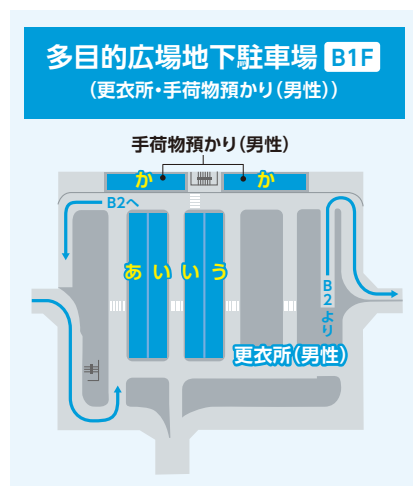 多目的広場地下駐車場 B1F
(更衣所・手荷物預かり(男性))
手荷物預かり(男性)
か
か
B2へ
あ い い う
B2より
更衣所(男性)